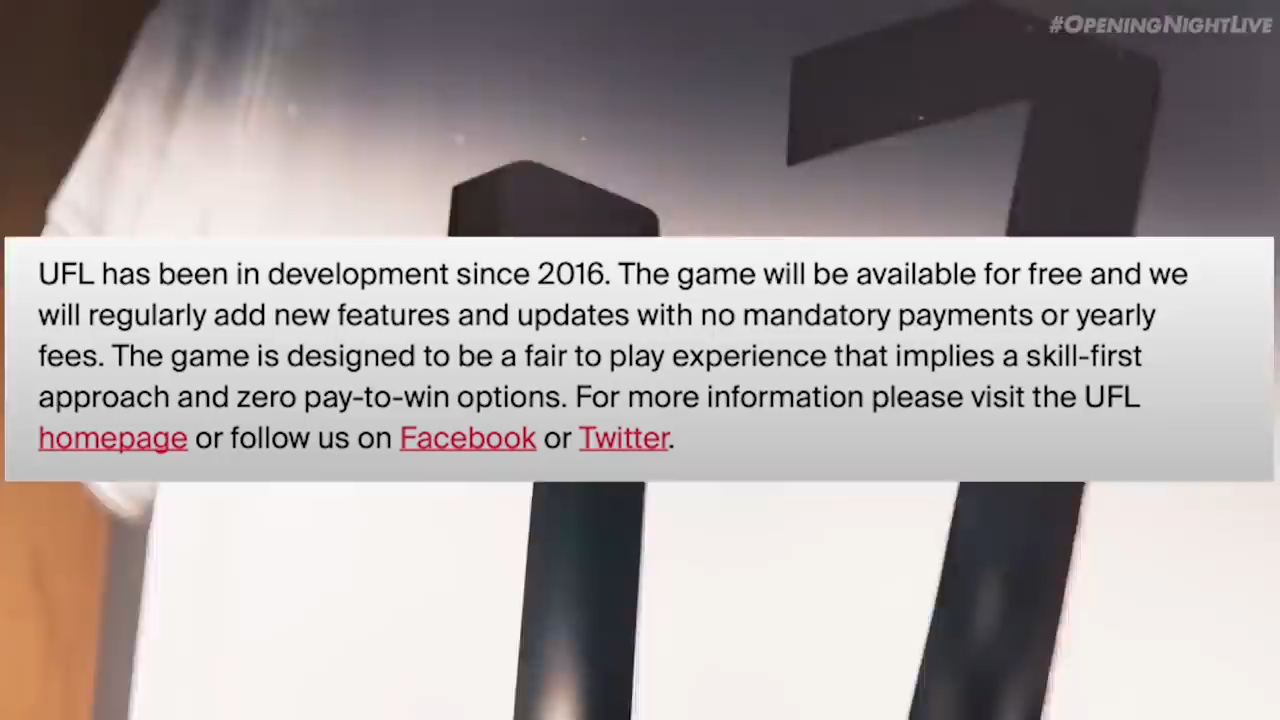 #OPENINGNIGHTLIVE
17
UFL has been in development since 2016. The game will be available for free and we
will regularly add new features and updates with no mandatory payments or yearly
fees. The game is designed to be a fair to play experience that implies a skill-first
approach and zero pay-to-win options. For more information please visit the UFL
homepage or follow us on Facebook or Twitter.